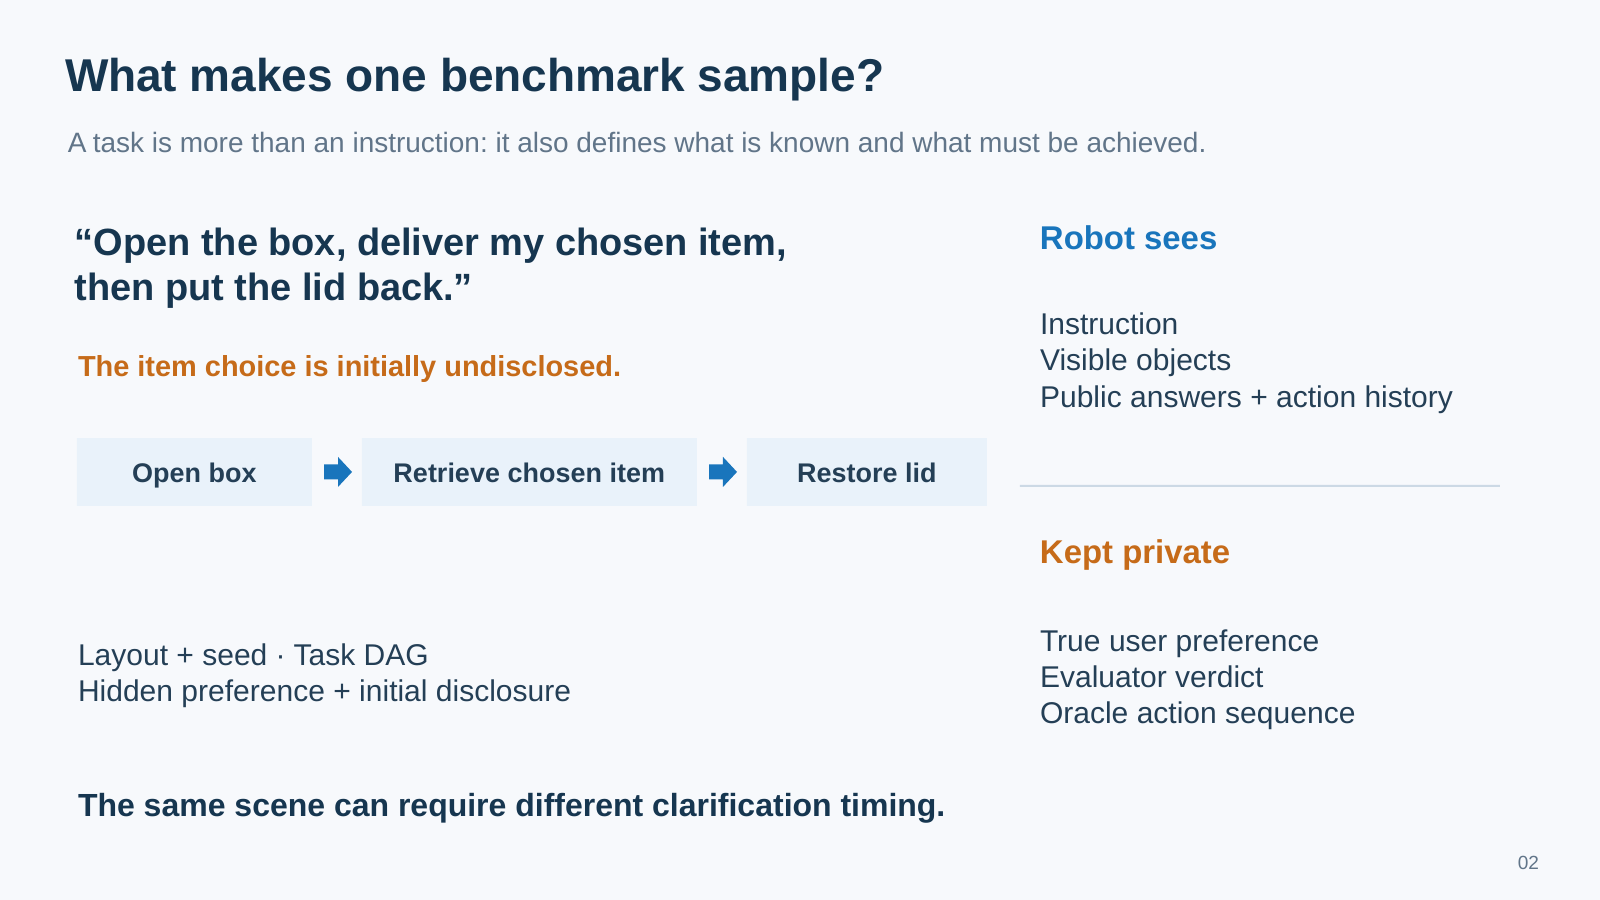 What makes one benchmark sample?
A task is more than an instruction: it also defines what is known and what must be achieved.
“Open the box, deliver my chosen item,
then put the lid back.”
The item choice is initially undisclosed.
Open box
Retrieve chosen item
Restore lid
Layout + seed · Task DAG
Hidden preference + initial disclosure
The same scene can require different clarification timing.
Robot sees
Instruction
Visible objects
Public answers + action history
Kept private
True user preference
Evaluator verdict
Oracle action sequence
02